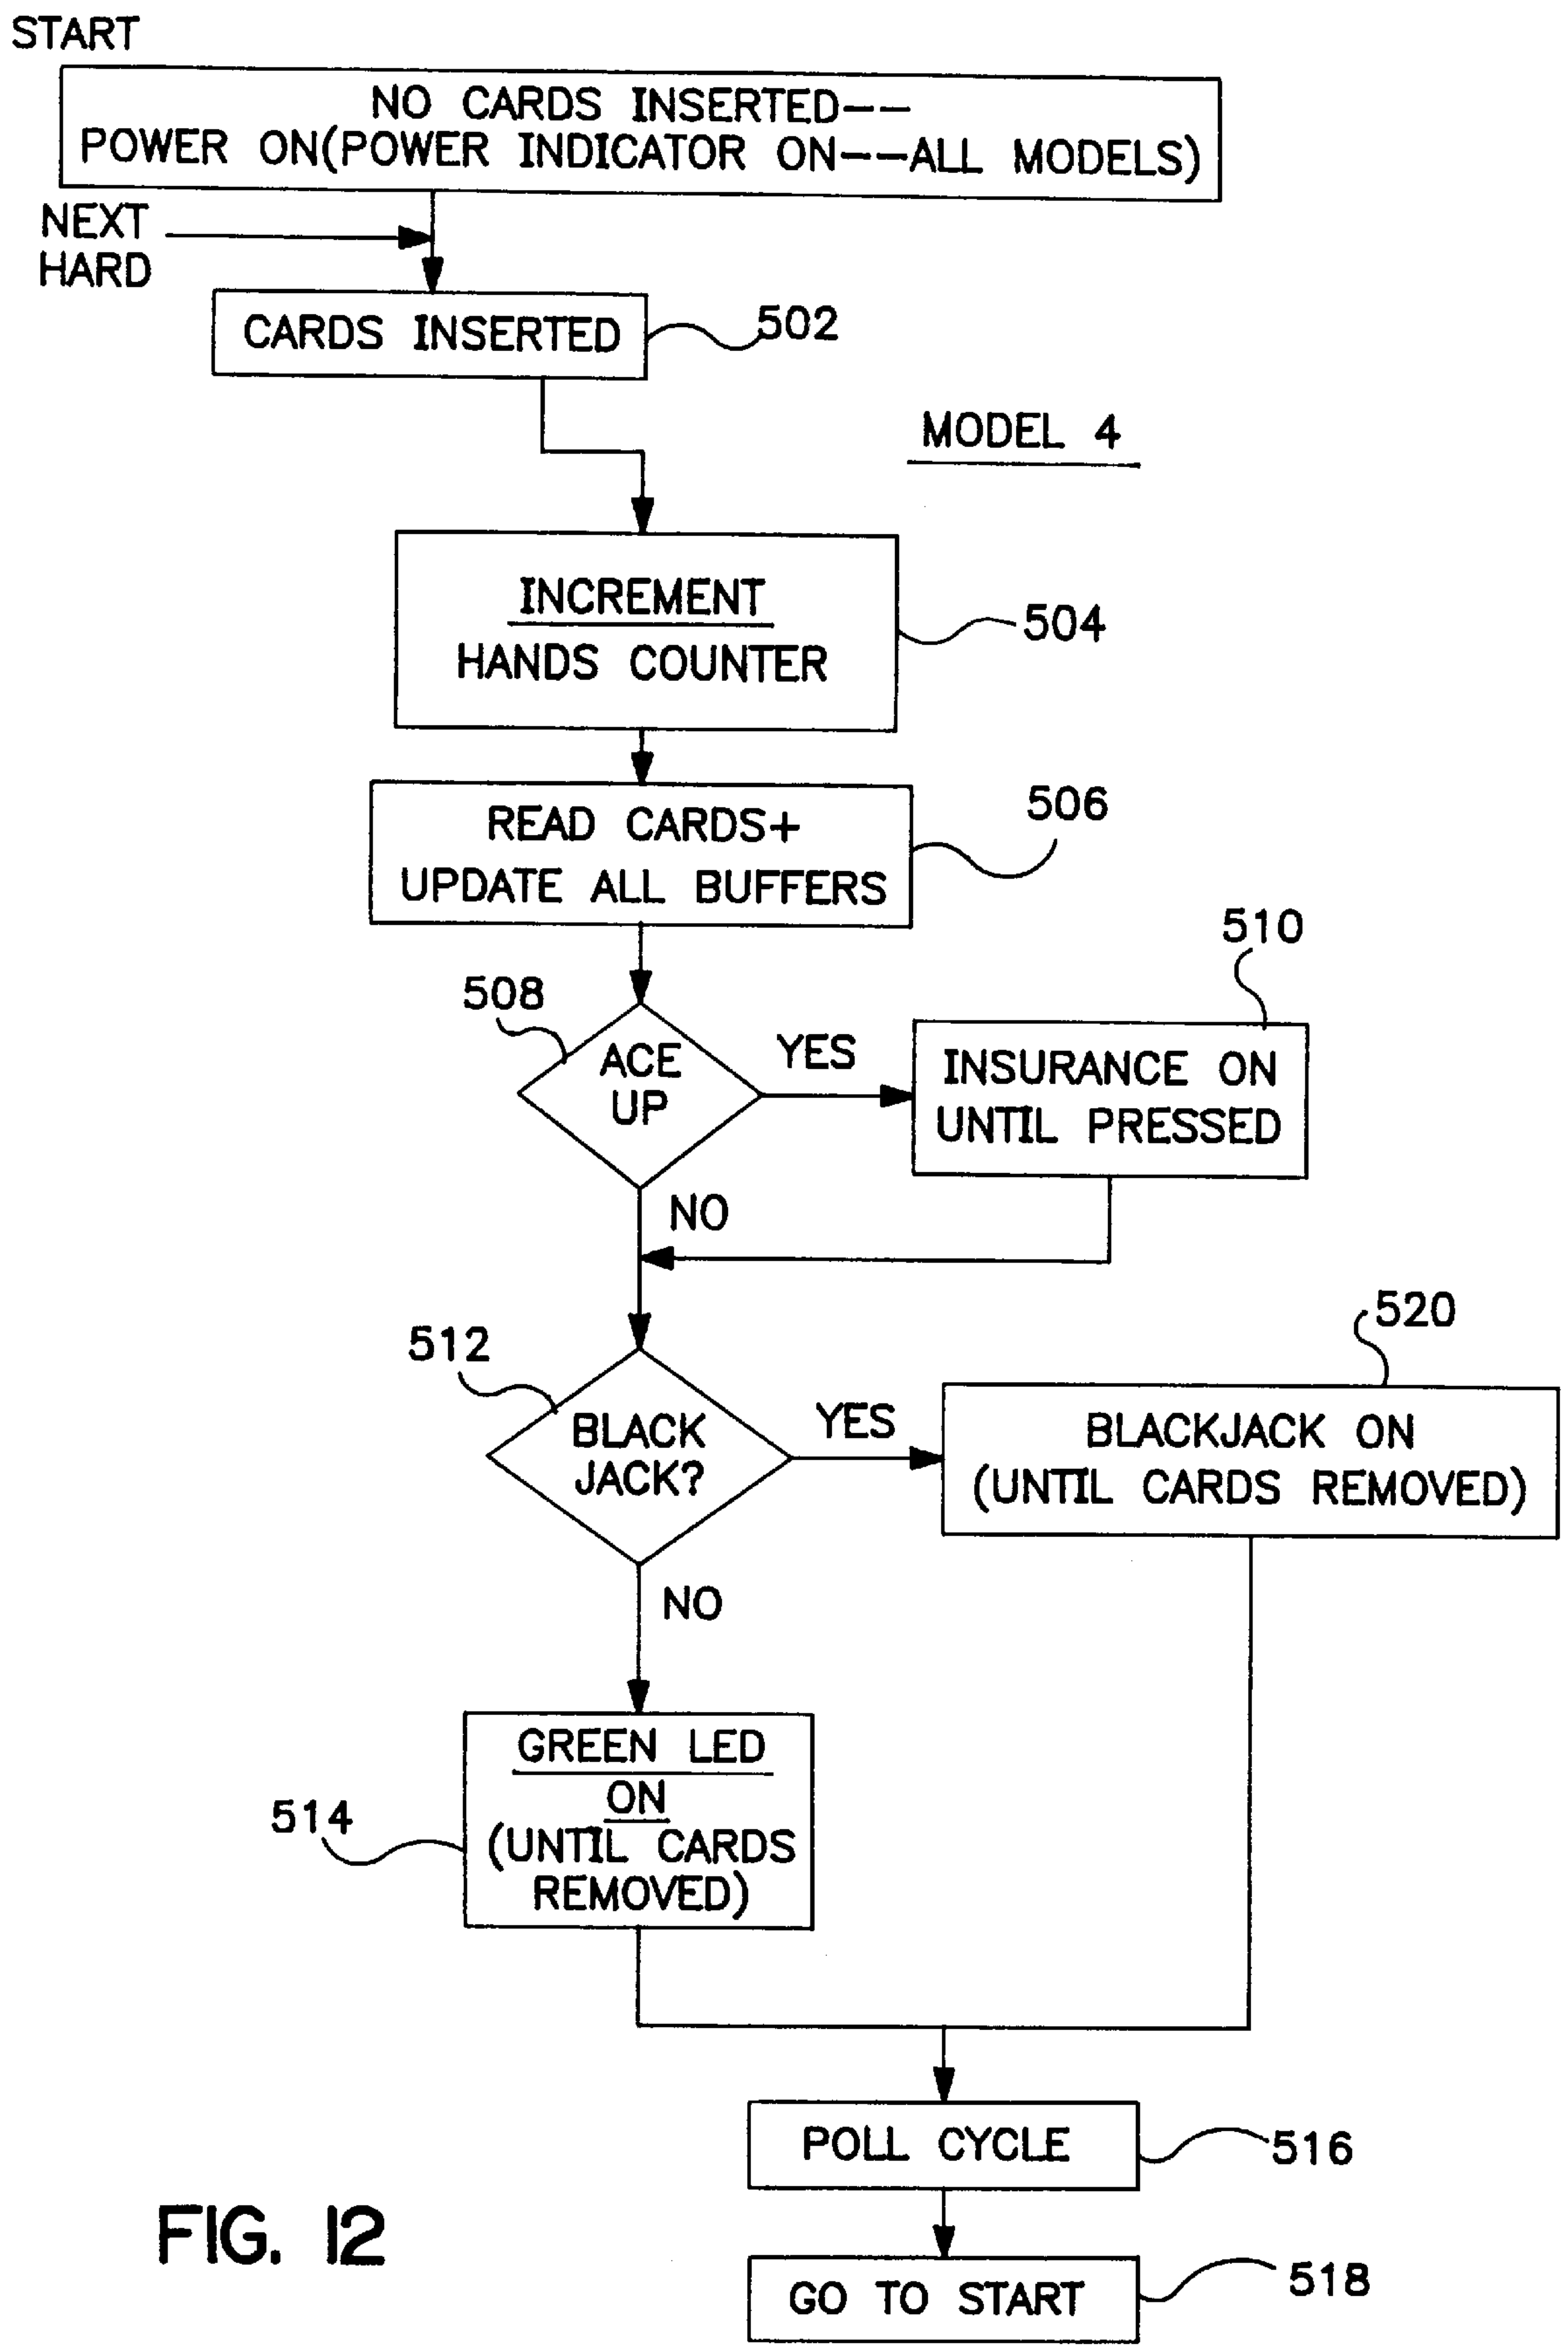 START
NO CARDS INSERTED--
POWER ON(POWER INDICATOR ON--ALL MODELS)
NEXT
HARD
CARDS INSERTED
502
MODEL 4
INCREMENT
HANDS COUNTER
504
READ CARDS+
UPDATE ALL BUFFERS
506
508
ACE
UP
YES
510
INSURANCE ON
UNTIL PRESSED
NO
512
BLACK
JACK?
YES
520
BLACKJACK ON
(UNTIL CARDS REMOVED)
NO
514
GREEN LED
ON
(UNTIL CARDS
REMOVED)
POLL CYCLE
516
GO TO START
518
FIG. 12